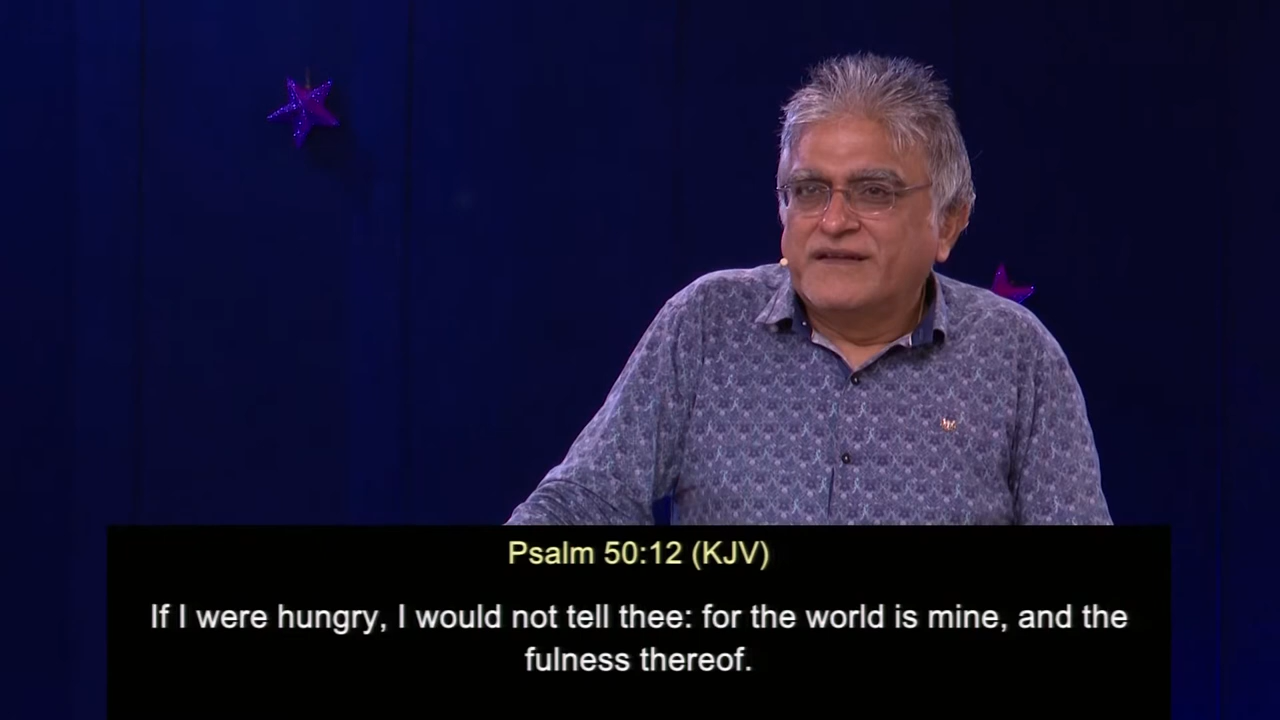 Psalm 50:12 (KJV)
If I were hungry, I would not tell thee: for the world is mine, and the
fulness thereof.